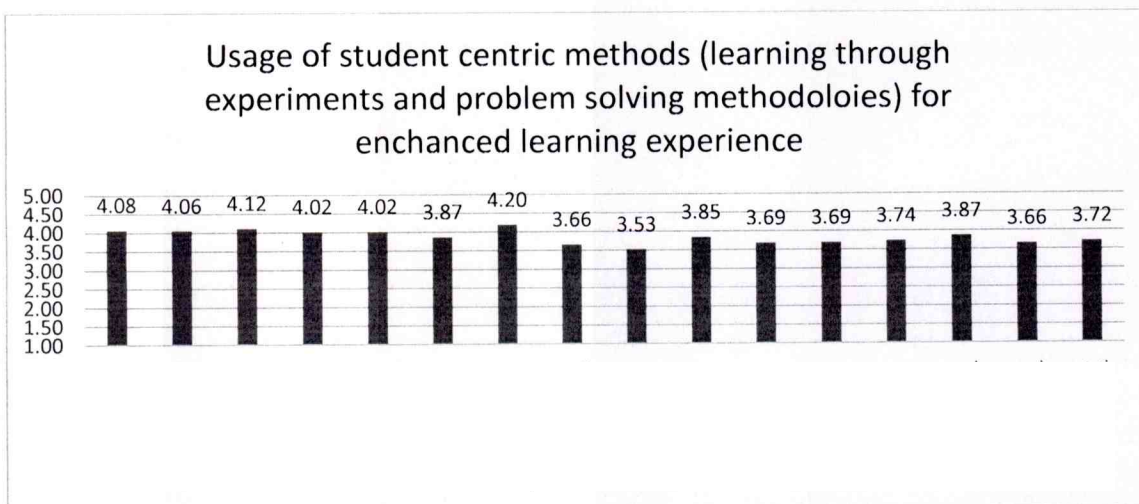 Usage of student centric methods (learning through
experiments and problem solving methodoloies) for
enchanced learning experience
5.00
4.50
4.00
3.50
3.00
2.50
2.00
1.50
1.00
4.08 4.06 4.12 4.02 4.02 3.87 4.20 3.66 3.53 3.85 3.69 3.69 3.74 3.87 3.66 3.72